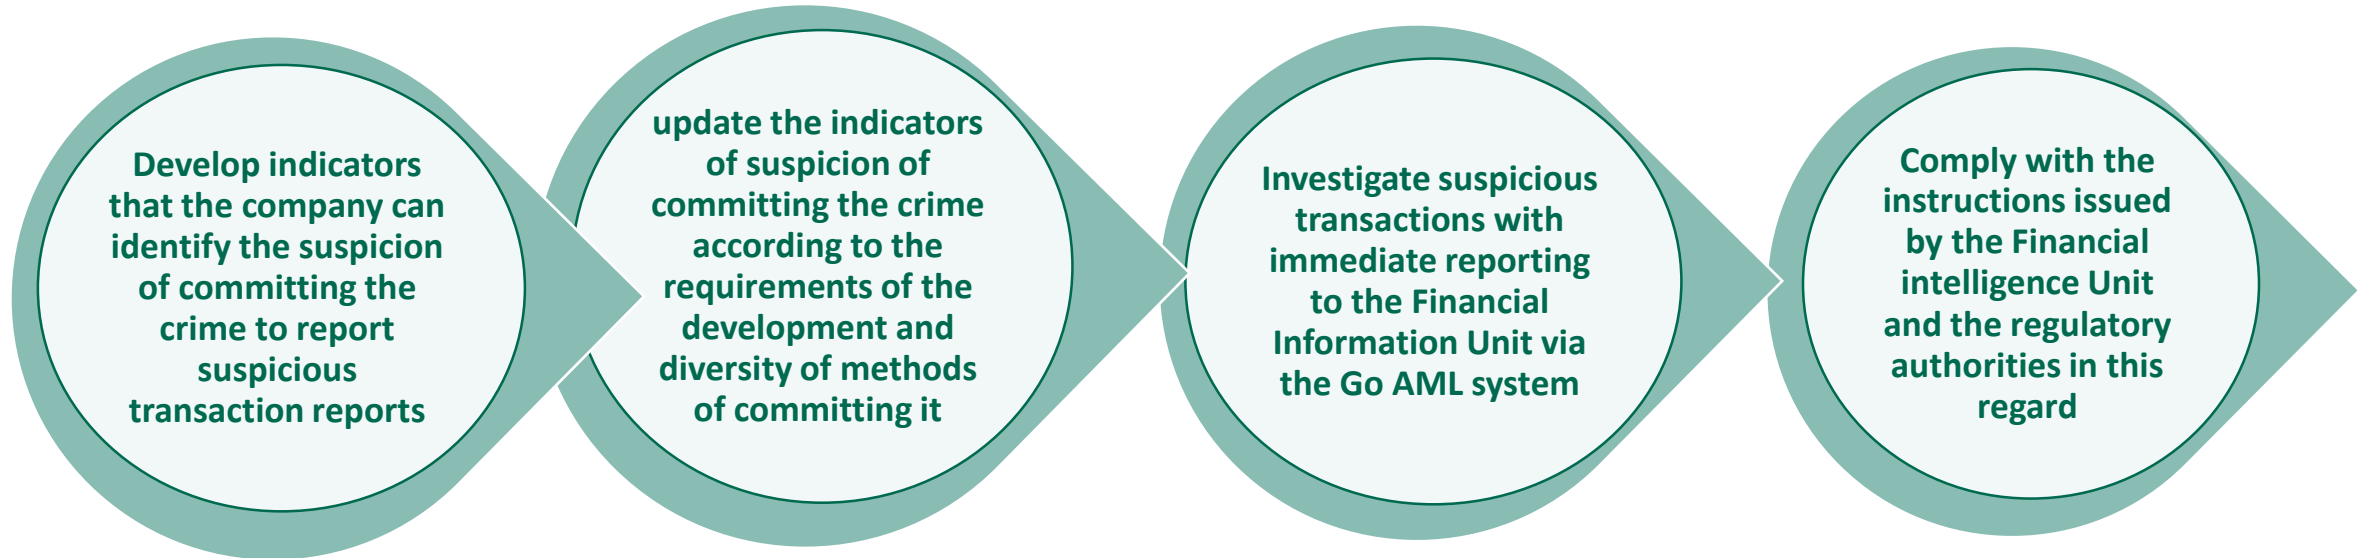 Develop indicators
that the company can
identify the suspicion
of committing the
crime to report
suspicious
transaction reports
update the indicators
of suspicion of
committing the crime
according to the
requirements of the
development and
diversity of methods
of committing it
Investigate suspicious
transactions with
immediate reporting
to the Financial
Information Unit via
the Go AML system
Comply with the
instructions issued
by the Financial
intelligence Unit
and the regulatory
authorities in this
regard